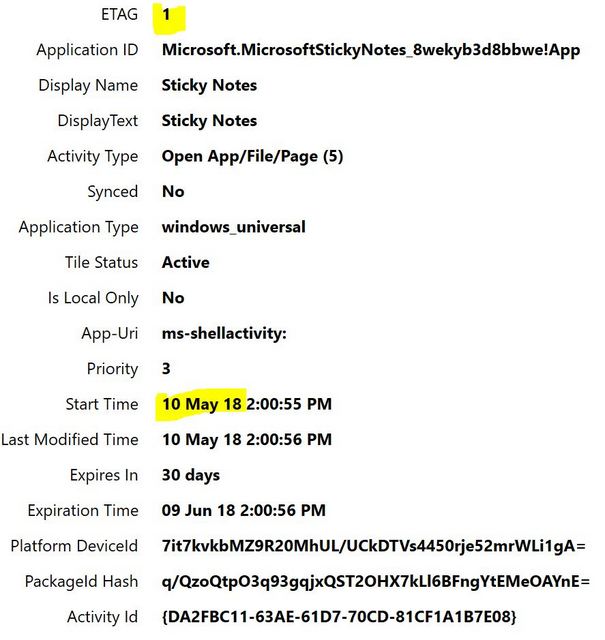 ETAG 1
Application ID Microsoft.MicrosoftStickyNotes_8wekyb3d8bbwe!App
Display Name Sticky Notes
DisplayText Sticky Notes
Activity Type Open App/File/Page (5)
Synced No
Application Type windows_universal
Tile Status Active
Is Local Only No
App-Uri ms-shellactivity:
Priority 3
Start Time 10 May 18 2:00:55 PM
Last Modified Time 10 May 18 2:00:56 PM
Expires In 30 days
Expiration Time 09 Jun 18 2:00:56 PM
Platform DeviceId 7it7kvkbMZ9R20MhUL/UCkDTVs4450rje52mrWLi1gA=
PackageId Hash q/QzoQtpO3q93gqjxQST2OHX7kLl6BFngYtEMeOAYnE=
Activity Id {DA2FBC11-63AE-61D7-70CD-81CF1A1B7E08}